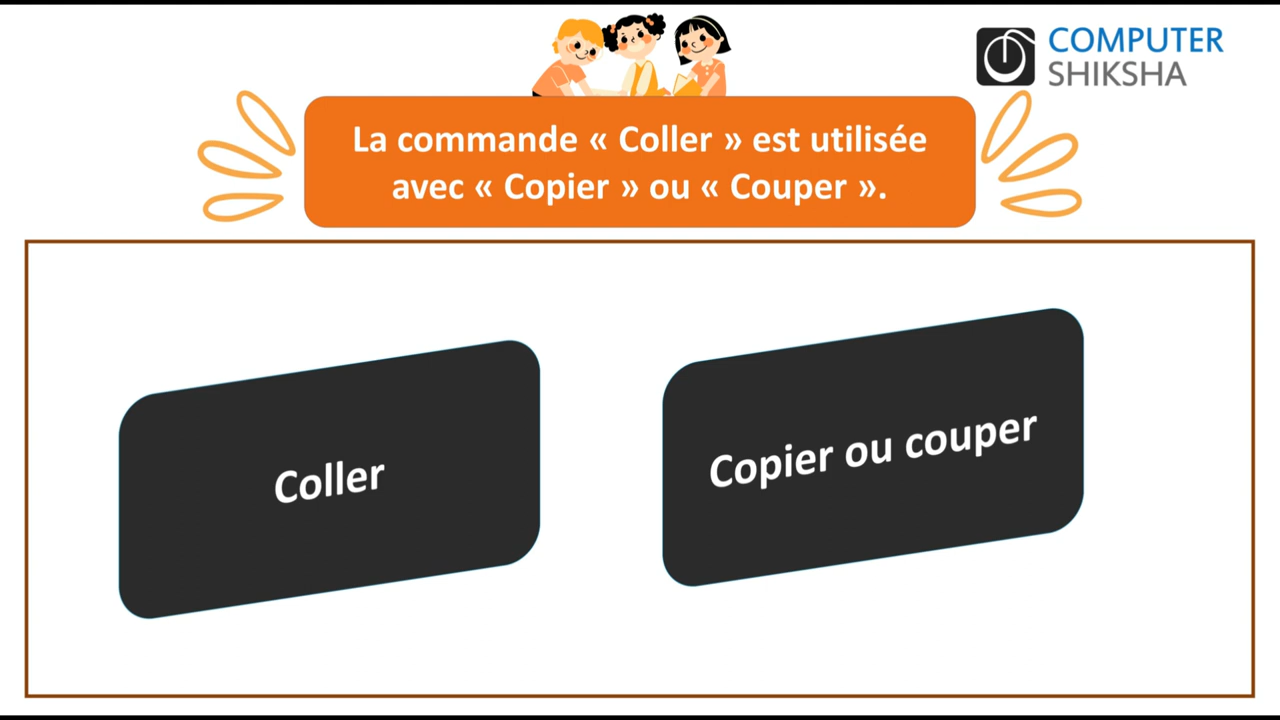 COMPUTER
SHIKSHA
La commande « Coller » est utilisée
avec « Copier » ou « Couper ».
Coller
Copier ou couper